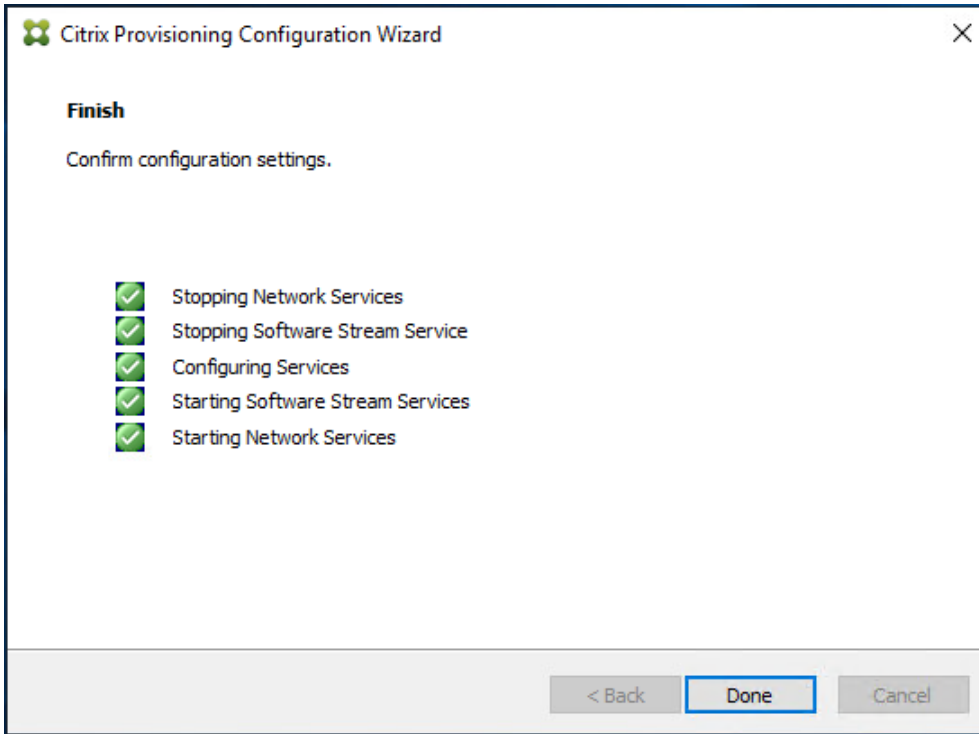 Citrix Provisioning Configuration Wizard
Finish
Confirm configuration settings.
Stopping Network Services
Stopping Software Stream Service
Configuring Services
Starting Software Stream Services
Starting Network Services
< Back Done Cancel